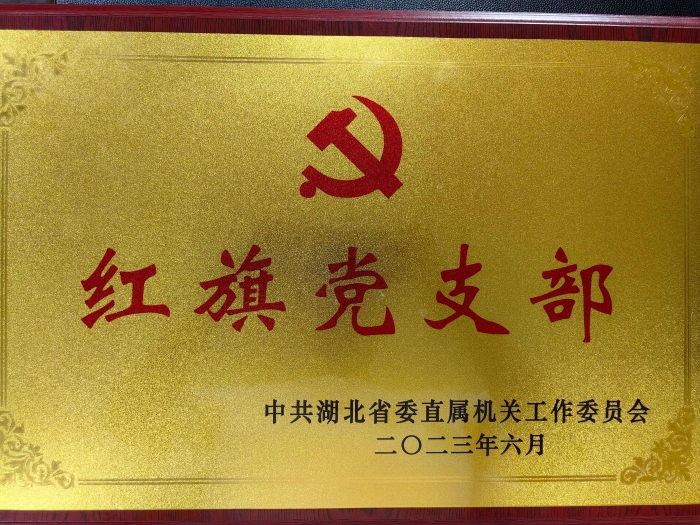 红旗党支部
中共湖北省委直属机关工作委员会
二〇二三年六月